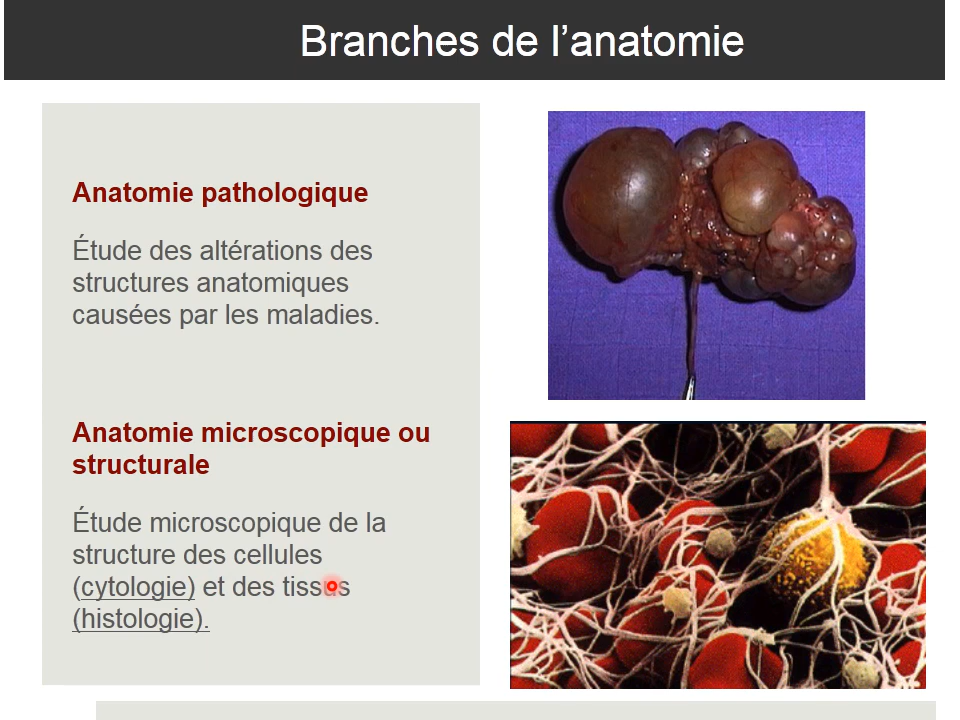 Branches de l’anatomie
Anatomie pathologique
Étude des altérations des
structures anatomiques
causées par les maladies.
Anatomie microscopique ou
structurale
Étude microscopique de la
structure des cellules
(cytologie) et des tissus
(histologie).